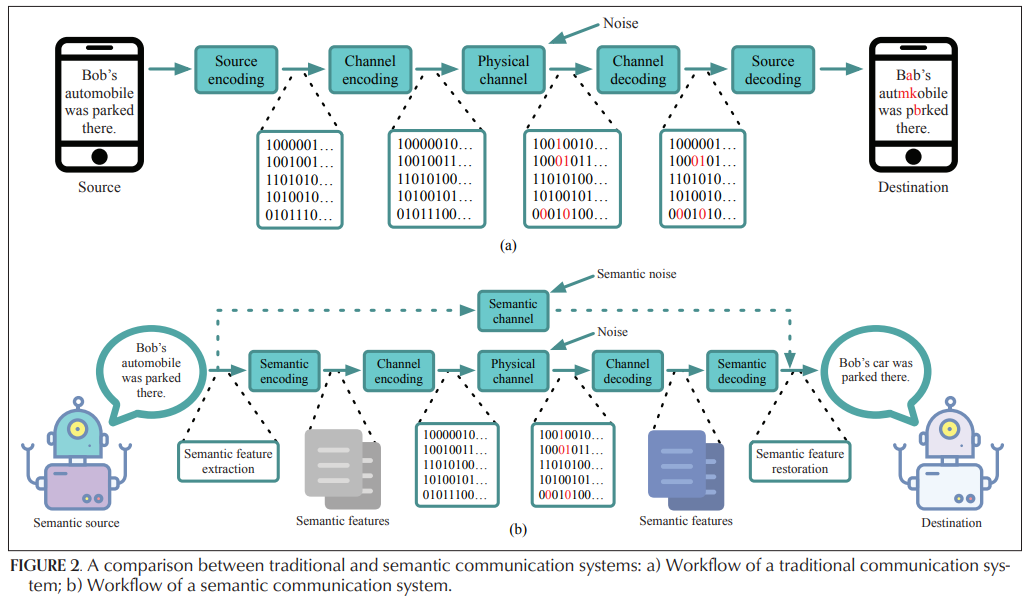 Noise
Bob's
automobile
was parked
there.
Source
encoding
Channel
encoding
Physical
channel
Channel
decoding
Source
decoding
Bab's
autmkobile
was pbrked
there.
1000001...
1001001...
1101010...
1010010...
0101110...
10000010...
10010011...
11010100...
10100101...
01011100...
10010010...
10001011...
11010100...
10100101...
00010100...
1000001...
1000101...
1101010...
1010010...
0001010...
Source
Destination
(a)
Semantic noise
Semantic
channel
Noise
Bob's
automobile
was parked
there.
Semantic
encoding
Channel
encoding
Physical
channel
Channel
decoding
Semantic
decoding
Bob's car was
parked there.
Semantic feature
extraction
10000010...
10010011...
11010100...
10100101...
01011100...
10010010...
10001011...
11010100...
10100101...
00010100...
Semantic feature
restoration
Semantic source
Semantic features
Semantic features
Destination
(b)
FIGURE 2. A comparison between traditional and semantic communication systems: a) Workflow of a traditional communication sys-
tem; b) Workflow of a semantic communication system.